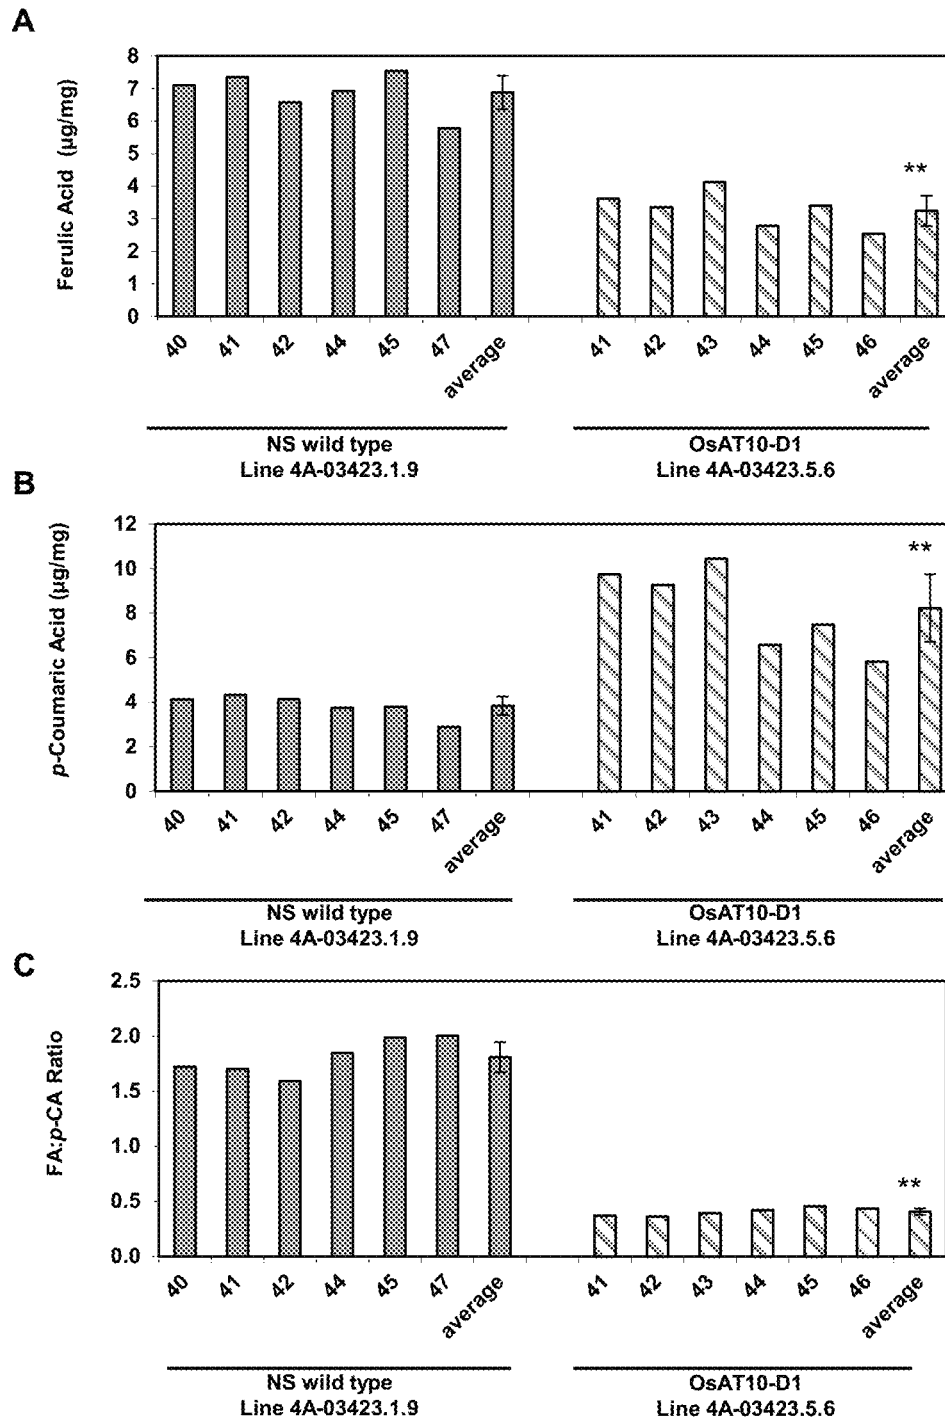 A
Ferulic Acid (µg/mg)
8
7
6
5
4
3
2
1
0
**
40 41 42 44 45 47 average 41 42 43 44 45 46 average
NS wild type
Line 4A-03423.1.9
OsAT10-D1
Line 4A-03423.5.6
B
p-Coumaric Acid (µg/mg)
12
10
8
6
4
2
0
**
40 41 42 44 45 47 average 41 42 43 44 45 46 average
NS wild type
Line 4A-03423.1.9
OsAT10-D1
Line 4A-03423.5.6
C
FA:p-CA Ratio
2.5
2.0
1.5
1.0
0.5
0.0
**
40 41 42 44 45 47 average 41 42 43 44 45 46 average
NS wild type
Line 4A-03423.1.9
OsAT10-D1
Line 4A-03423.5.6